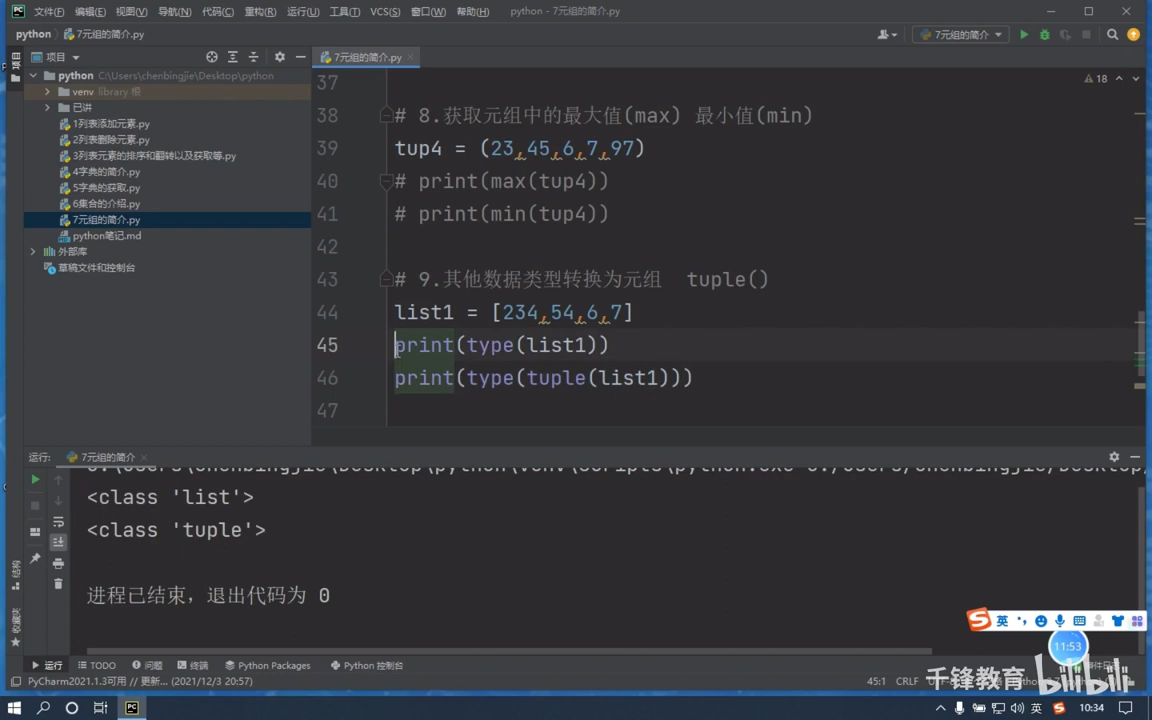 文件(F) 编辑(E) 视图(V) 导航(N) 代码(C) 重构(R) 运行(U) 工具(T) VCS(S) 窗口(W) 帮助(H) python - 7元组的简介.py
python 7元组的简介.py
7元组的简介
项目
7元组的简介.py
python C:\Users\chenbingjie\Desktop\python
venv library 根
已讲
1列表添加元素.py
2列表删除元素.py
3列表元素的排序和翻转以及获取等.py
4字典的简介.py
5字典的获取.py
6集合的介绍.py
7元组的简介.py
python笔记.md
外部库
草稿文件和控制台
18
37
38 # 8.获取元组中的最大值(max) 最小值(min)
39 tup4 = (23,45,6,7,97)
40 # print(max(tup4))
41 # print(min(tup4))
42
43 # 9.其他数据类型转换为元组 tuple()
44 list1 = [234,54,6,7]
45 print(type(list1))
46 print(type(tuple(list1)))
47
运行: 7元组的简介
<class 'list'>
<class 'tuple'>
进程已结束，退出代码为 0
项目
结构
收藏夹
英
11:53
运行 TODO 问题 终端 Python Packages Python 控制台
PyCharm2021.1.3可用 // 更新... (2021/12/3 20:57)
45:1 CRLF
千锋教育 bilibili
英 10:34